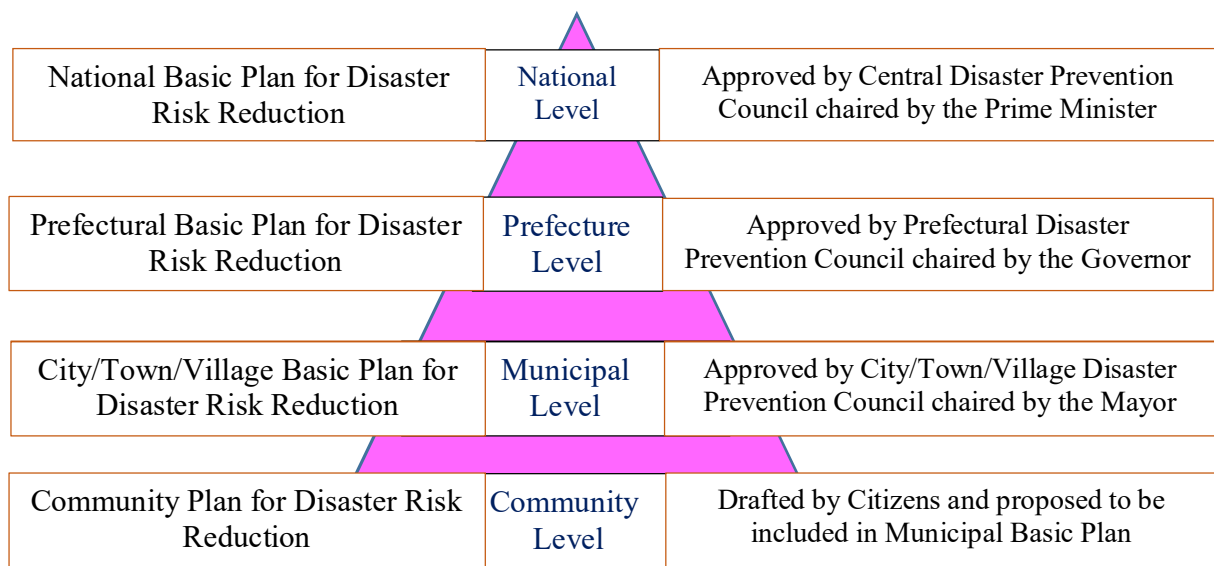 National Basic Plan for Disaster
Risk Reduction
National
Level
Approved by Central Disaster Prevention
Council chaired by the Prime Minister
Prefectural Basic Plan for Disaster
Risk Reduction
Prefecture
Level
Approved by Prefectural Disaster
Prevention Council chaired by the Governor
City/Town/Village Basic Plan for
Disaster Risk Reduction
Municipal
Level
Approved by City/Town/Village Disaster
Prevention Council chaired by the Mayor
Community Plan for Disaster Risk
Reduction
Community
Level
Drafted by Citizens and proposed to be
included in Municipal Basic Plan